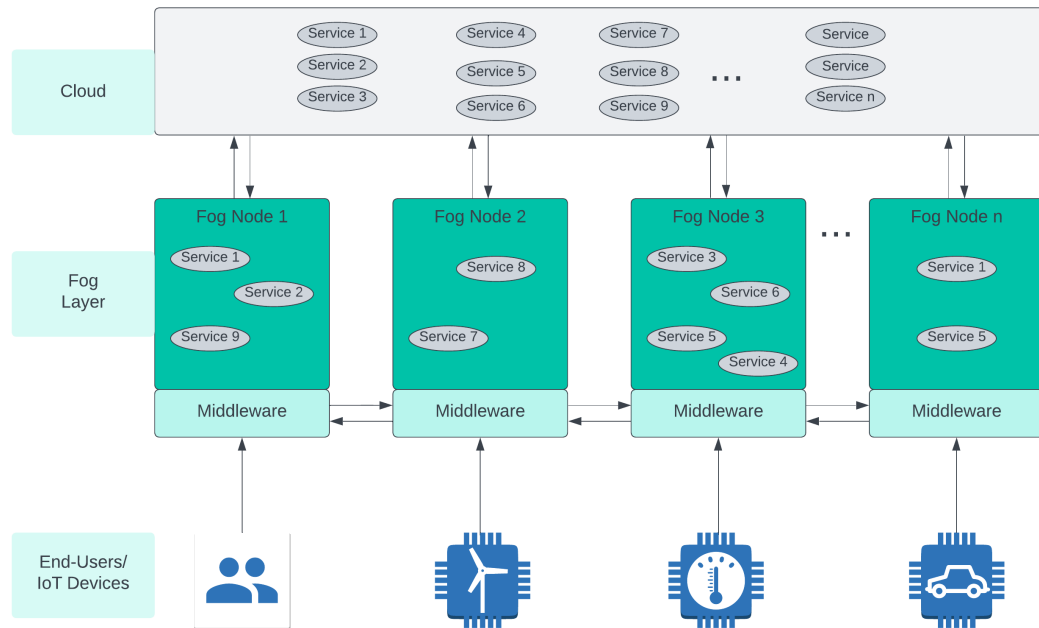 Service 1
Service 4
Service 7
Service
Service 2
Service 5
Service 8
...
Service
Service 3
Service 6
Service 9
Service n
Cloud
Fog Node 1
Fog Node 2
Fog Node 3
...
Fog Node n
Service 1
Service 2
Service 9
Service 8
Service 7
Service 3
Service 6
Service 5
Service 4
Service 1
Service 5
Fog
Layer
Middleware
Middleware
Middleware
Middleware
End-Users/
IoT Devices